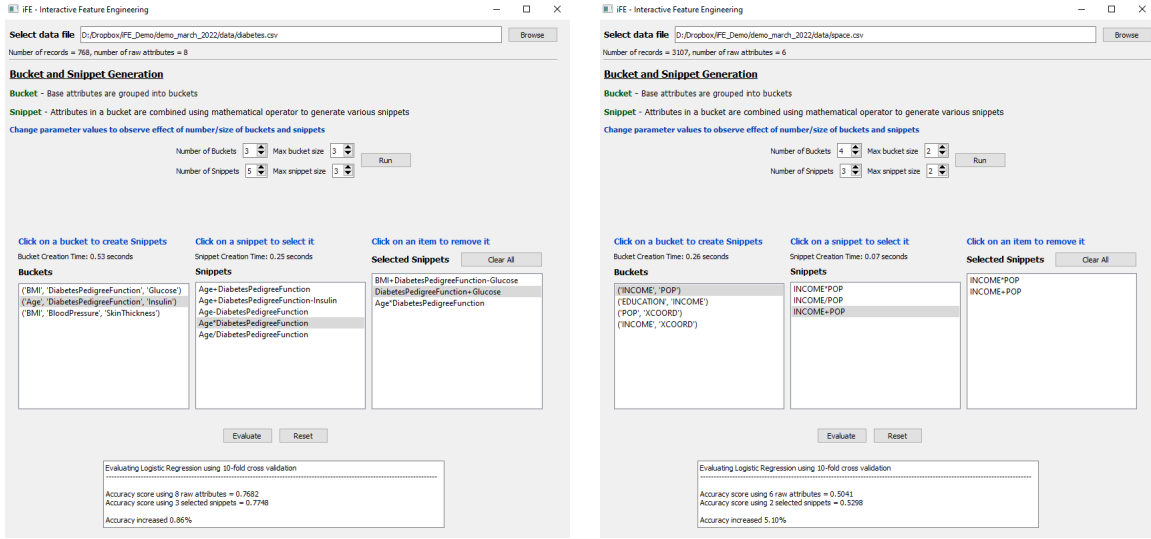 iFE - Interactive Feature Engineering
Select data file D:/Dropbox/iFE_Demo/demo_march_2022/data/diabetes.csv Browse
Number of records = 768, number of raw attributes = 8
Bucket and Snippet Generation
Bucket - Base attributes are grouped into buckets
Snippet - Attributes in a bucket are combined using mathematical operator to generate various snippets
Change parameter values to observe effect of number/size of buckets and snippets
Number of Buckets 3 Max bucket size 3
Run
Number of Snippets 5 Max snippet size 3
Click on a bucket to create Snippets
Bucket Creation Time: 0.53 seconds
Buckets
('BMI', 'DiabetesPedigreeFunction', 'Glucose')
('Age', 'DiabetesPedigreeFunction', 'Insulin')
('BMI', 'BloodPressure', 'SkinThickness')
Click on a snippet to select it
Snippet Creation Time: 0.25 seconds
Snippets
Age+DiabetesPedigreeFunction
Age+DiabetesPedigreeFunction-Insulin
Age-DiabetesPedigreeFunction
Age*DiabetesPedigreeFunction
Age/DiabetesPedigreeFunction
Click on an item to remove it
Selected Snippets Clear All
BMI+DiabetesPedigreeFunction-Glucose
DiabetesPedigreeFunction+Glucose
Age*DiabetesPedigreeFunction
Evaluate Reset
Evaluating Logistic Regression using 10-fold cross validation
Accuracy score using 8 raw attributes = 0.7682
Accuracy score using 3 selected snippets = 0.7748
Accuracy increased 0.86%
iFE - Interactive Feature Engineering
Select data file D:/Dropbox/iFE_Demo/demo_march_2022/data/space.csv Browse
Number of records = 3107, number of raw attributes = 6
Bucket and Snippet Generation
Bucket - Base attributes are grouped into buckets
Snippet - Attributes in a bucket are combined using mathematical operator to generate various snippets
Change parameter values to observe effect of number/size of buckets and snippets
Number of Buckets 4 Max bucket size 2
Run
Number of Snippets 3 Max snippet size 2
Click on a bucket to create Snippets
Bucket Creation Time: 0.26 seconds
Buckets
('INCOME', 'POP')
('EDUCATION', 'INCOME')
('POP', 'XCOORD')
('INCOME', 'XCOORD')
Click on a snippet to select it
Snippet Creation Time: 0.07 seconds
Snippets
INCOME*POP
INCOME/POP
INCOME+POP
Click on an item to remove it
Selected Snippets Clear All
INCOME*POP
INCOME+POP
Evaluate Reset
Evaluating Logistic Regression using 10-fold cross validation
Accuracy score using 6 raw attributes = 0.5041
Accuracy score using 2 selected snippets = 0.5298
Accuracy increased 5.10%